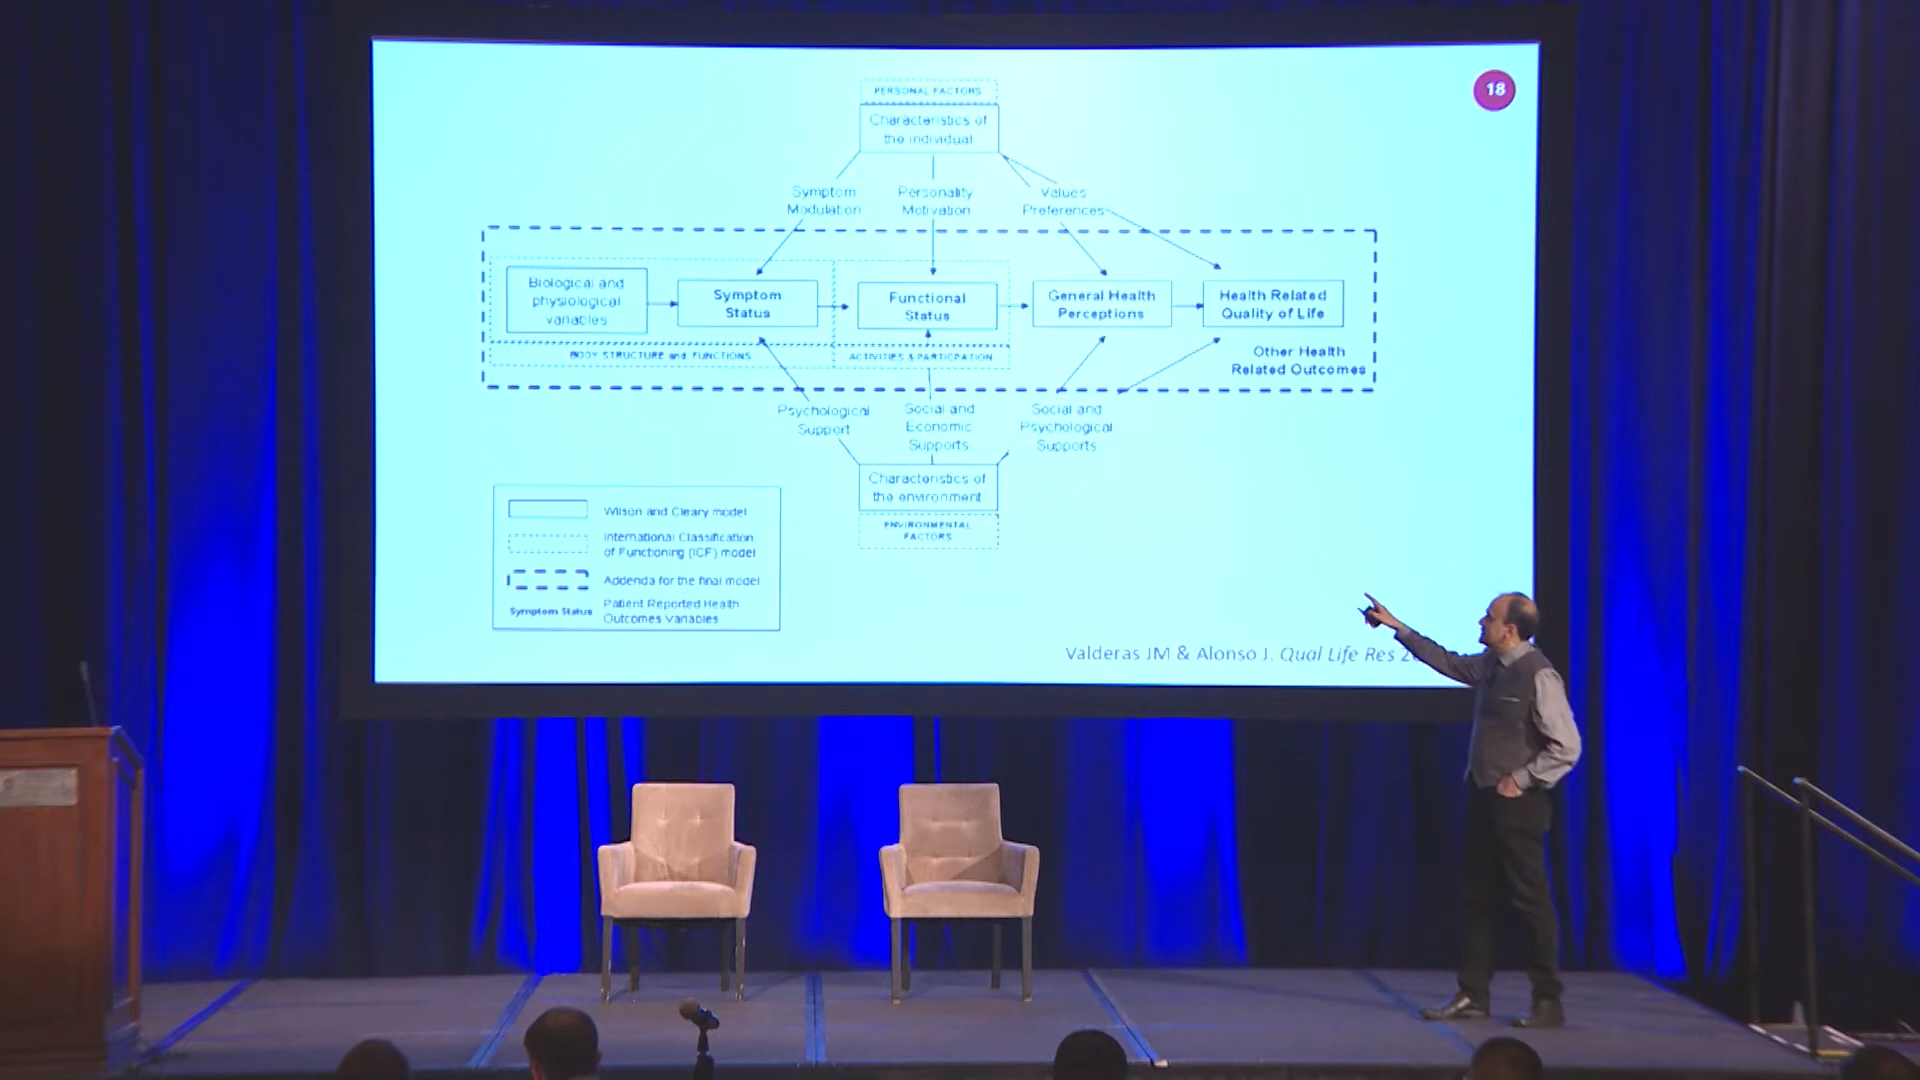 18
PERSONAL FACTORS
Characteristics of
the individual
Symptom
Modulation
Personality
Motivation
Values
Preferences
Biological and
physiological
variables
Symptom
Status
Functional
Status
General Health
Perceptions
Health Related
Quality of Life
BODY STRUCTURE and FUNCTIONS
ACTIVITIES & PARTICIPATION
Other Health
Related Outcomes
Psychological
Support
Social and
Economic
Supports
Social and
Psychological
Supports
Characteristics of
the environment
ENVIRONMENTAL
FACTORS
Wilson and Cleary model
International Classification
of Functioning (ICF) model
Addenda for the final model
Symptom Status
Patient Reported Health
Outcomes Variables
Valderas JM & Alonso J. Qual Life Res